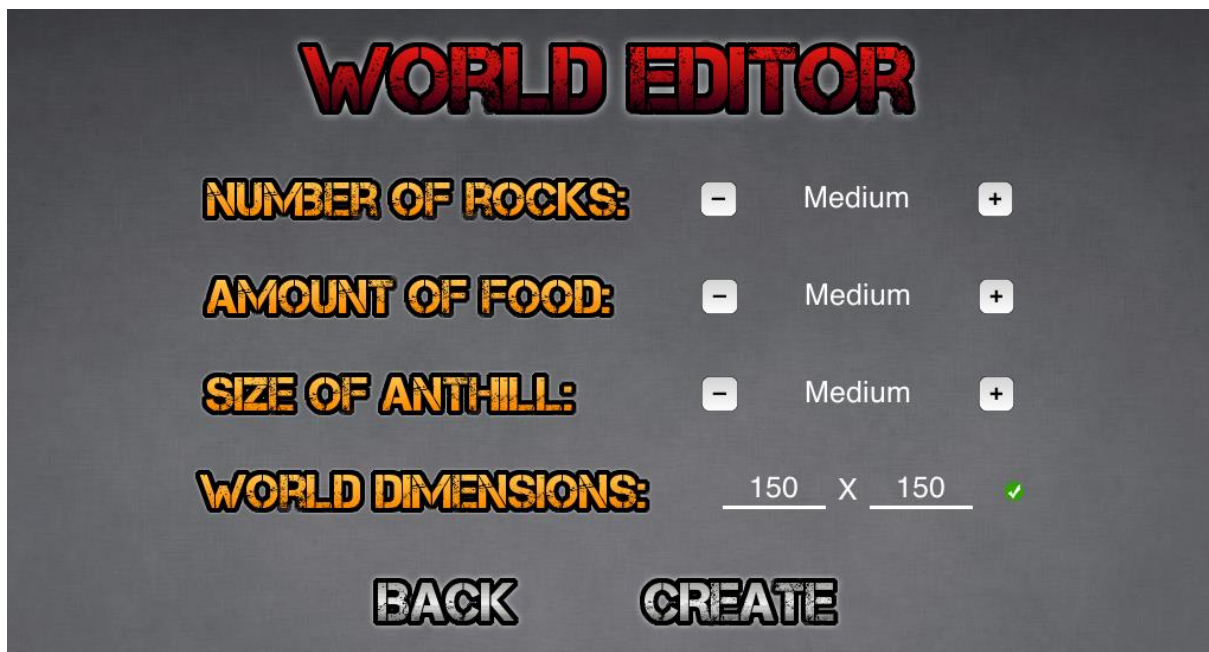 WORLD EDITOR
NUMBER OF ROCKS: - Medium +
AMOUNT OF FOOD: - Medium +
SIZE OF ANTHILL: - Medium +
WORLD DIMENSIONS: 150 X 150
BACK CREATE